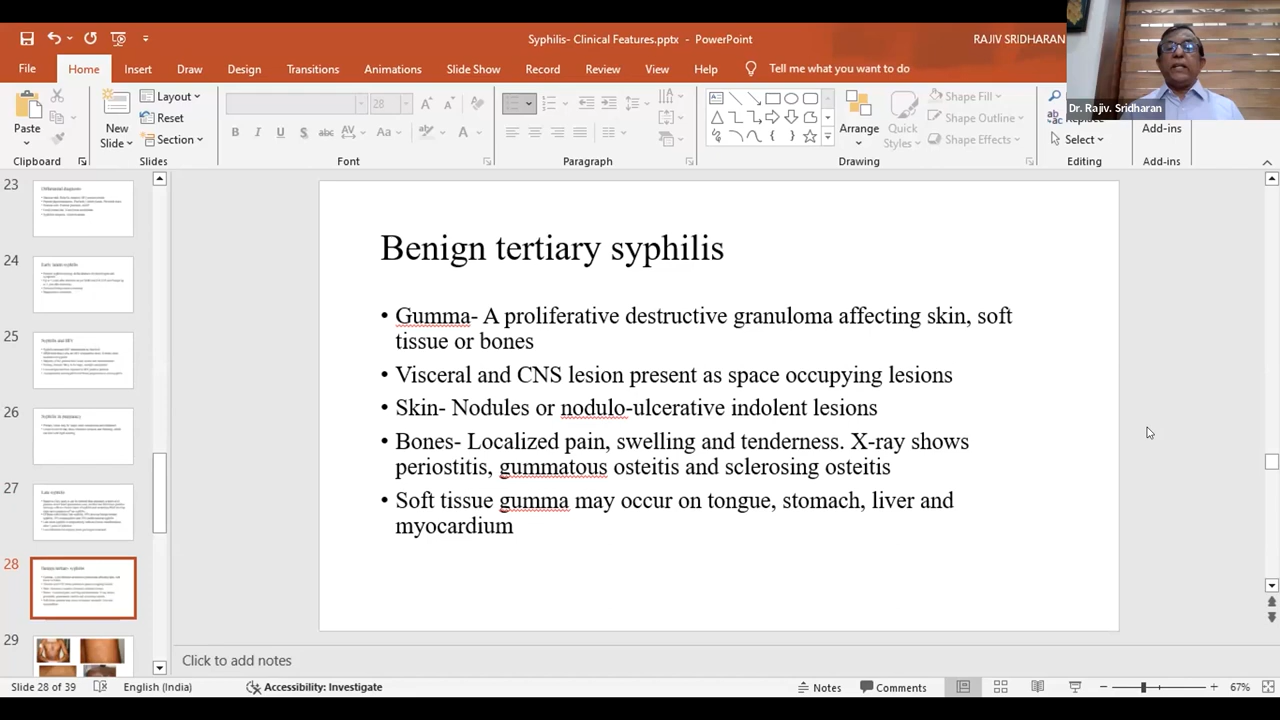 Syphilis- Clinical Features.pptx - PowerPoint
RAJIV SRIDHARAN
File Home Insert Draw Design Transitions Animations Slide Show Record Review View Help Tell me what you want to do
Dr. Rajiv. Sridharan
Paste
New
Slide
Layout
Reset
Section
28
B I U S abc AV Aa A
Arrange
Quick
Styles
Shape Fill
Shape Outline
Shape Effects
Replace
Select
Add-ins
Clipboard Slides Font Paragraph Drawing Editing Add-ins
23
24
25
26
27
28
29
Benign tertiary syphilis
• Gumma- A proliferative destructive granuloma affecting skin, soft
tissue or bones
• Visceral and CNS lesion present as space occupying lesions
• Skin- Nodules or nodulo-ulcerative indolent lesions
• Bones- Localized pain, swelling and tenderness. X-ray shows
periostitis, gummatous osteitis and sclerosing osteitis
• Soft tissue gumma may occur on tongue, stomach, liver and
myocardium
Click to add notes
Slide 28 of 39 English (India) Accessibility: Investigate Notes Comments 67%